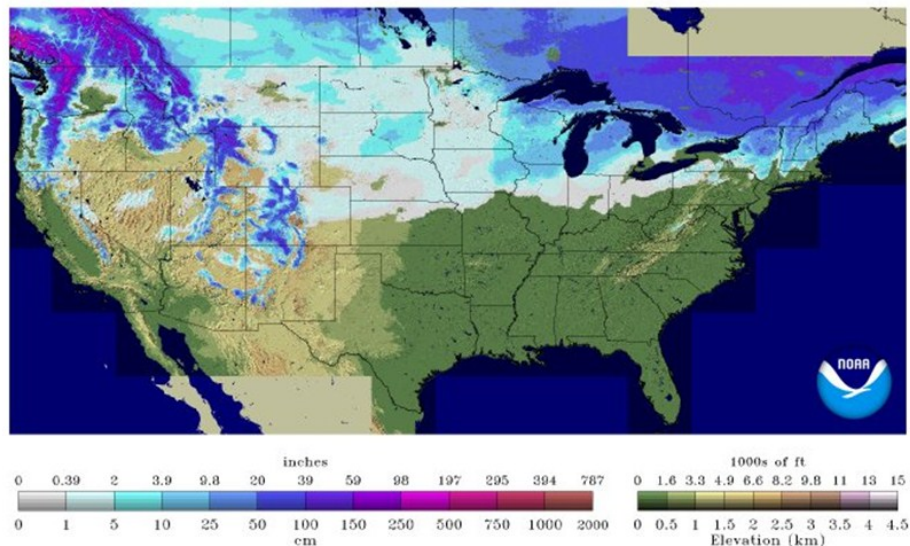 NOAA
inches
0 0.39 2 3.9 9.8 20 39 59 98 197 295 394 787
0 1 5 10 25 50 100 150 250 500 750 1000 2000
cm
1000s of ft
0 1.6 3.3 4.9 6.6 8.2 9.8 11 13 15
0 0.5 1 1.5 2 2.5 3 3.5 4 4.5
Elevation (km)